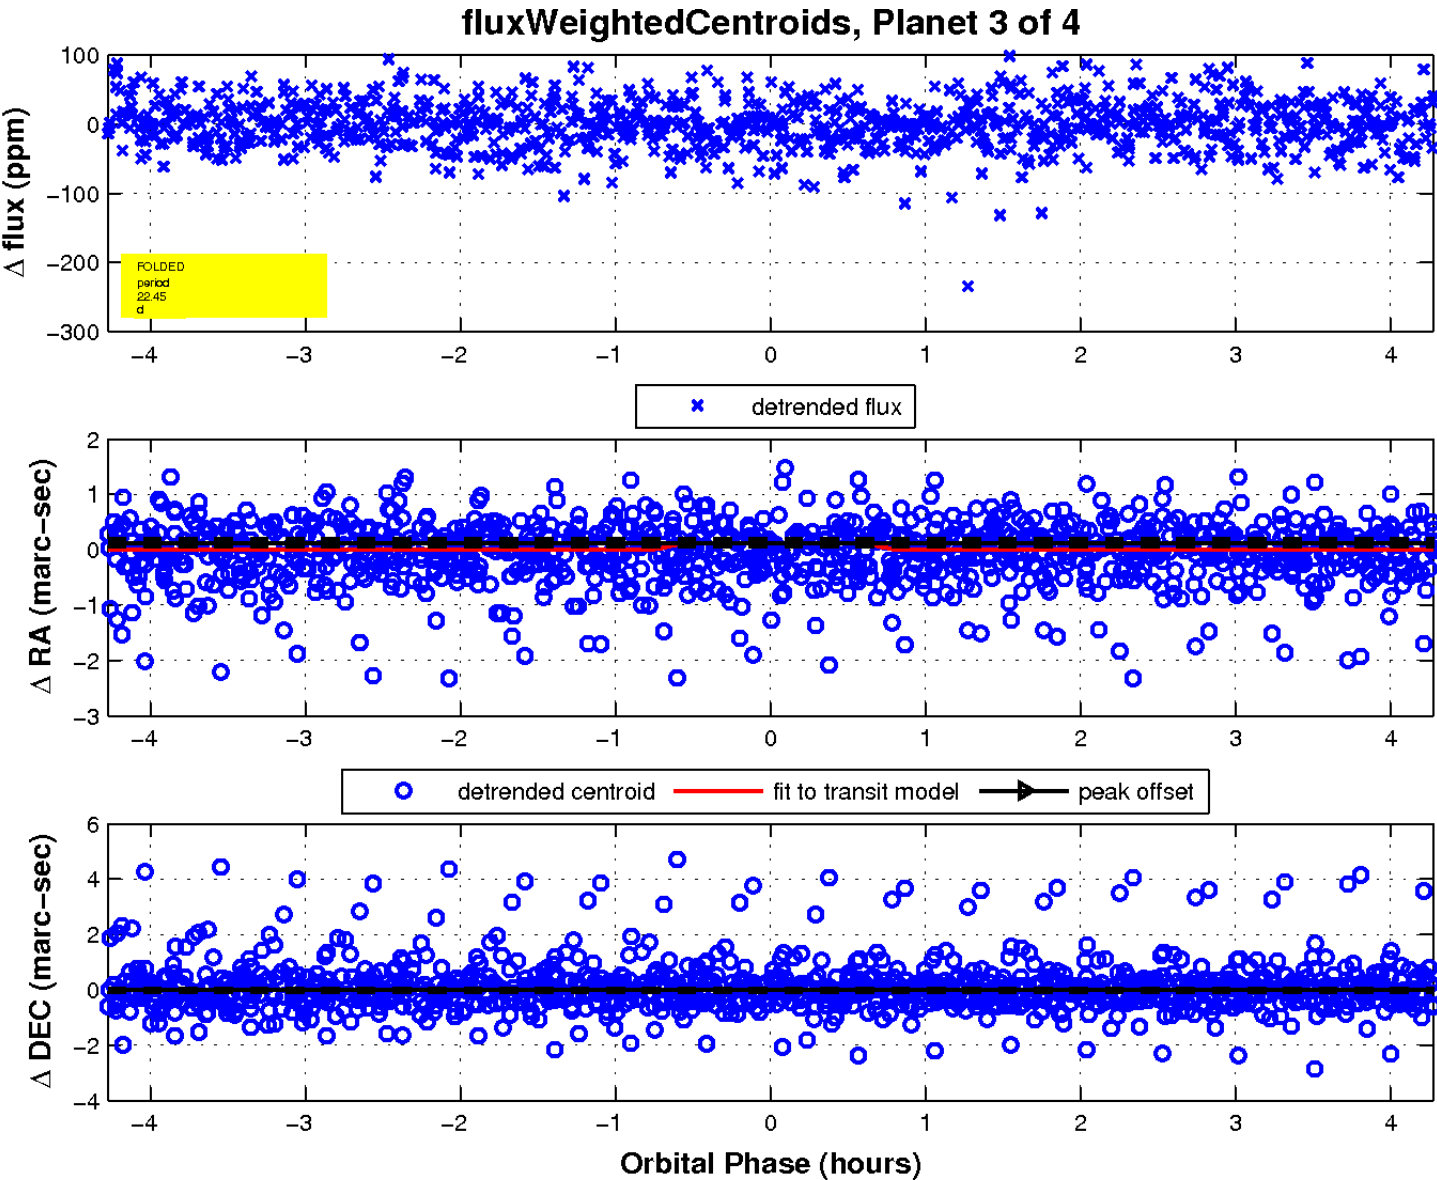 fluxWeightedCentroids, Planet 3 of 4
Δ flux (ppm)
100
0
−100
−200
−300
FOLDED
period
22.45
d
−4 −3 −2 −1 0 1 2 3 4
detrended flux
Δ RA (marc−sec)
2
1
0
−1
−2
−3
−4 −3 −2 −1 0 1 2 3 4
detrended centroid fit to transit model peak offset
Δ DEC (marc−sec)
6
4
2
0
−2
−4
−4 −3 −2 −1 0 1 2 3 4
Orbital Phase (hours)